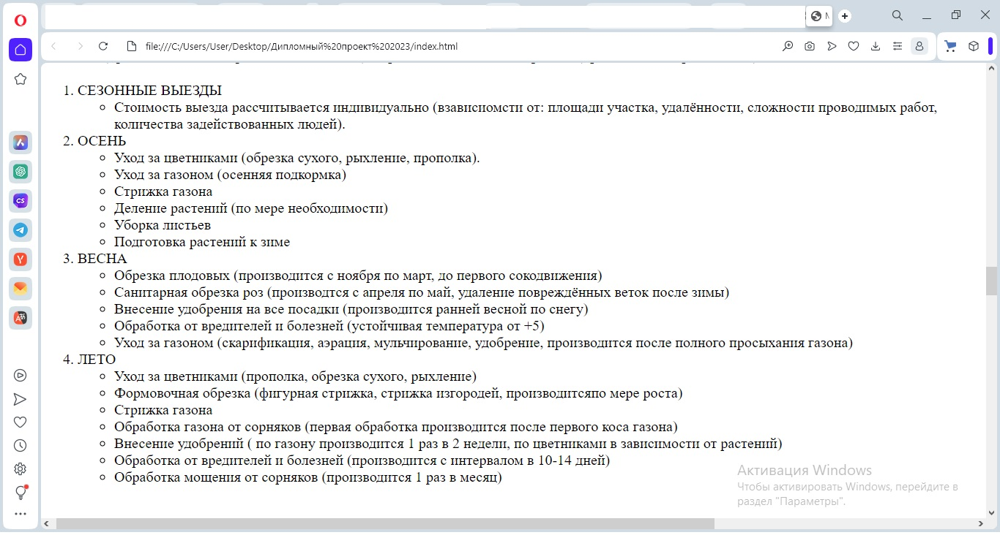 file:///C:/Users/User/Desktop/Дипломный%20проект%202023/index.html
1. СЕЗОННЫЕ ВЫЕЗДЫ
Стоимость выезда рассчитывается индивидуально (взависиомсти от: площади участка, удалённости, сложности проводимых работ,
количества задействованных людей).
2. ОСЕНЬ
Уход за цветниками (обрезка сухого, рыхление, прополка).
Уход за газоном (осенняя подкормка)
Стрижка газона
Деление растений (по мере необходимости)
Уборка листьев
Подготовка растений к зиме
3. ВЕСНА
Обрезка плодовых (производится с ноября по март, до первого сокодвижения)
Санитарная обрезка роз (производтся с апреля по май, удаление повреждённых веток после зимы)
Внесение удобрения на все посадки (производится ранней весной по снегу)
Обработка от вредителей и болезней (устойчивая температура от +5)
Уход за газоном (скарификация, аэрация, мульчирование, удобрение, производится после полного просыхания газона)
4. ЛЕТО
Уход за цветниками (прополка, обрезка сухого, рыхление)
Формовочная обрезка (фигурная стрижка, стрижка изгородей, производитсяпо мере роста)
Стрижка газона
Обработка газона от сорняков (первая обработка производится после первого коса газона)
Внесение удобрений ( по газону производится 1 раз в 2 недели, по цветниками в зависимости от растений)
Обработка от вредителей и болезней (производится с интервалом в 10-14 дней)
Обработка мощения от сорняков (производится 1 раз в месяц)
Активация Windows
Чтобы активировать Windows, перейдите в
раздел "Параметры".